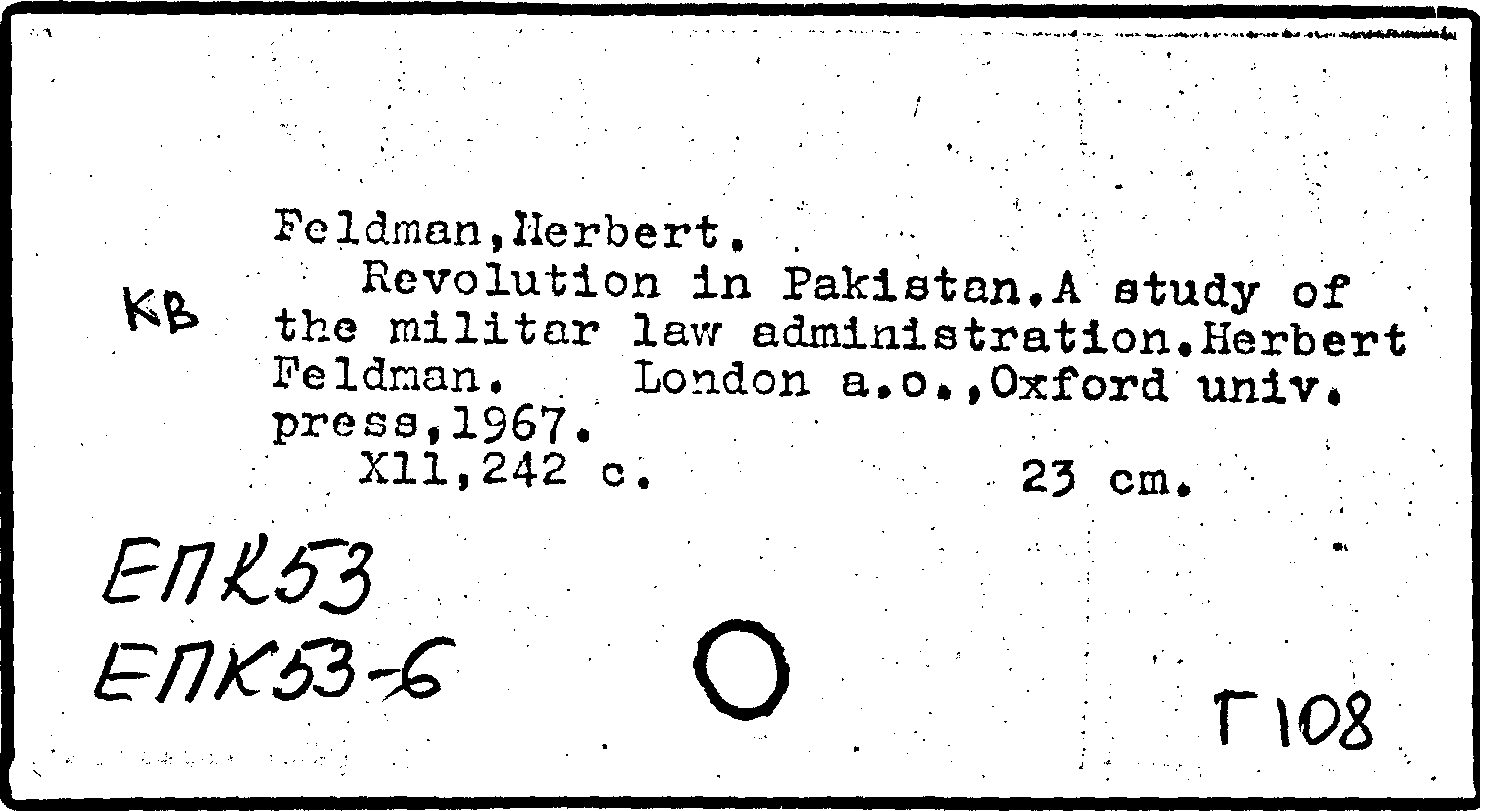 Feldman,Herbert.
Revolution in Pakistan.A study of
KB
the militar law administration.Herbert
Feldman. London a.o.,Oxford univ.
press,1967.
X11,242 c. 23 cm.
ЕПК53
ЕПК53-6
Г108